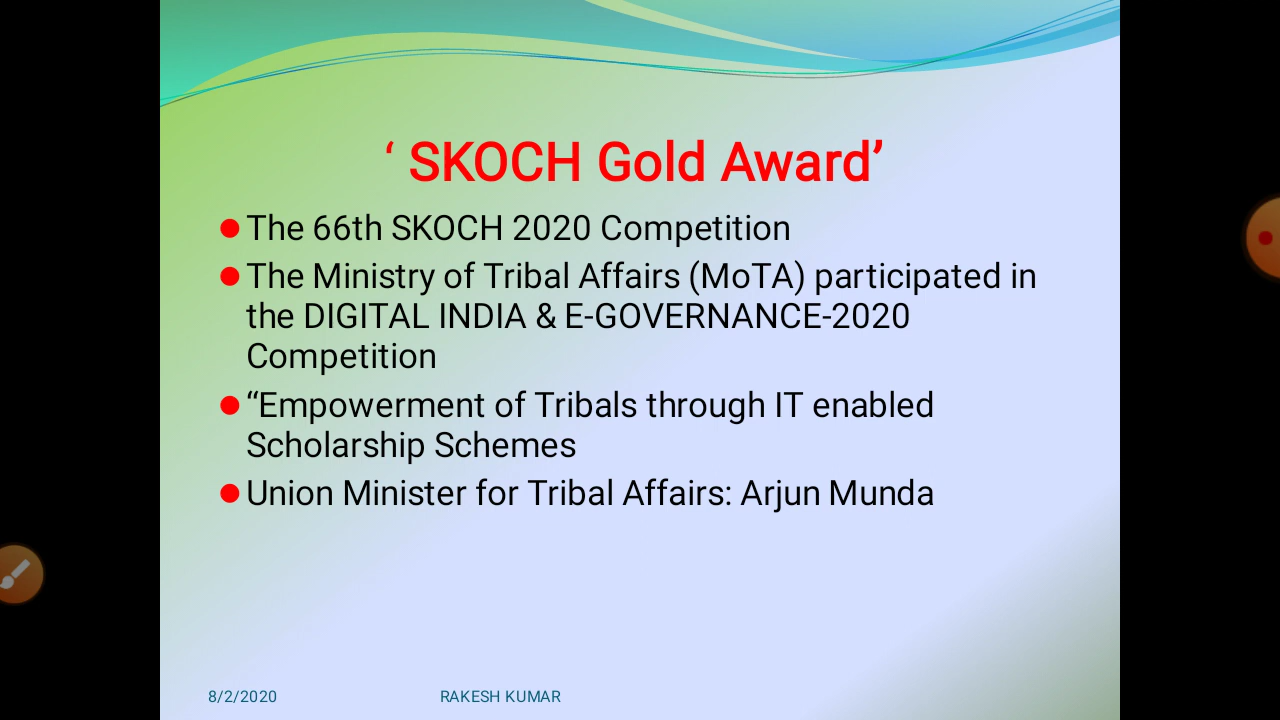 ‘ SKOCH Gold Award’
The 66th SKOCH 2020 Competition
The Ministry of Tribal Affairs (MoTA) participated in
the DIGITAL INDIA & E-GOVERNANCE-2020
Competition
“Empowerment of Tribals through IT enabled
Scholarship Schemes
Union Minister for Tribal Affairs: Arjun Munda
8/2/2020 RAKESH KUMAR